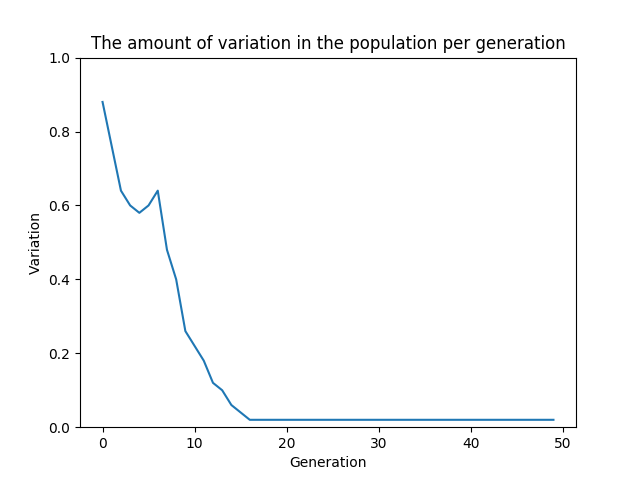 The amount of variation in the population per generation
1.0
0.8
0.6
0.4
0.2
0.0
Variation
0 10 20 30 40 50
Generation